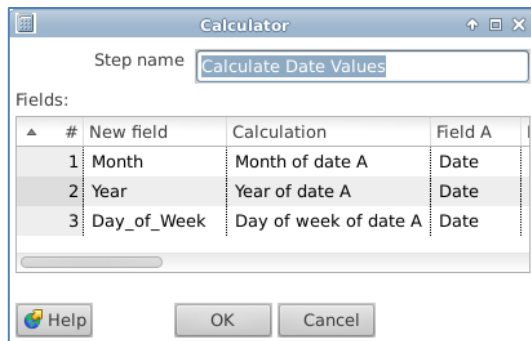 Calculator
Step name Calculate Date Values
Fields:
# New field Calculation Field A
1 Month Month of date A Date
2 Year Year of date A Date
3 Day_of_Week Day of week of date A Date
Help OK Cancel